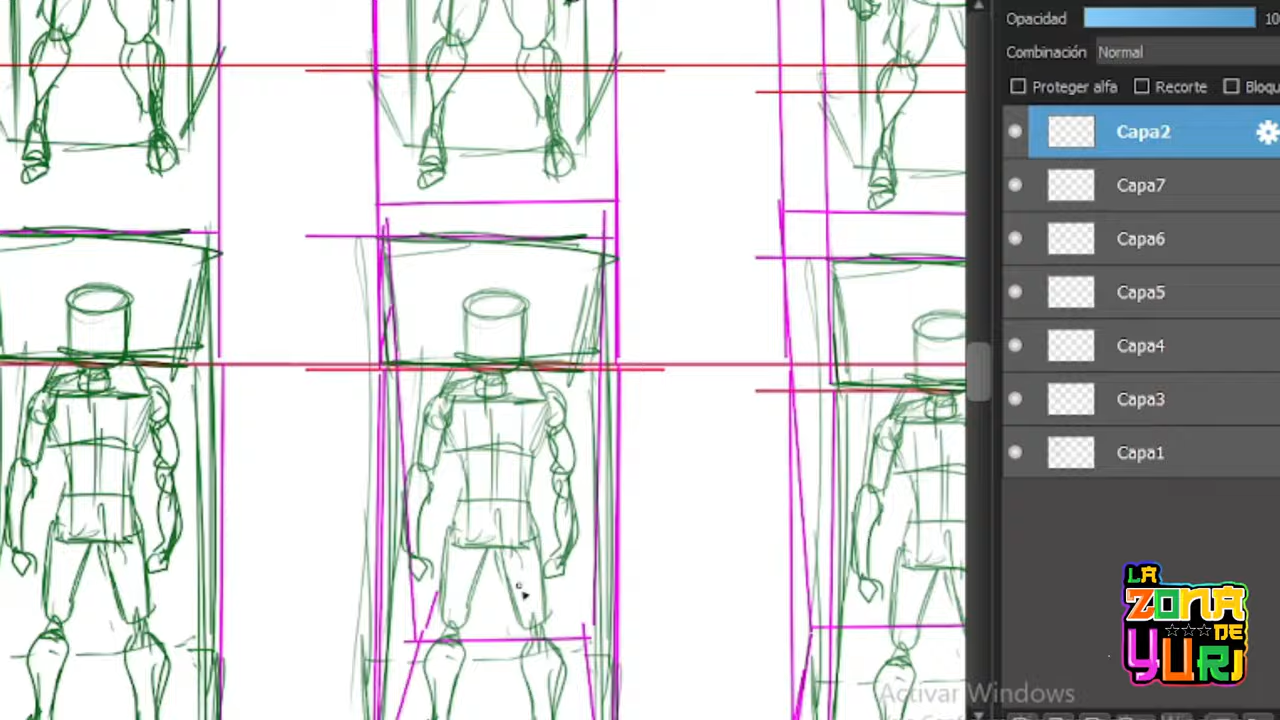 Opacidad 10
Combinación Normal
Proteger alfa Recorte Bloqu
Capa2
Capa7
Capa6
Capa5
Capa4
Capa3
Capa1
LA
ZONA
DE
YURI
Activar Windows